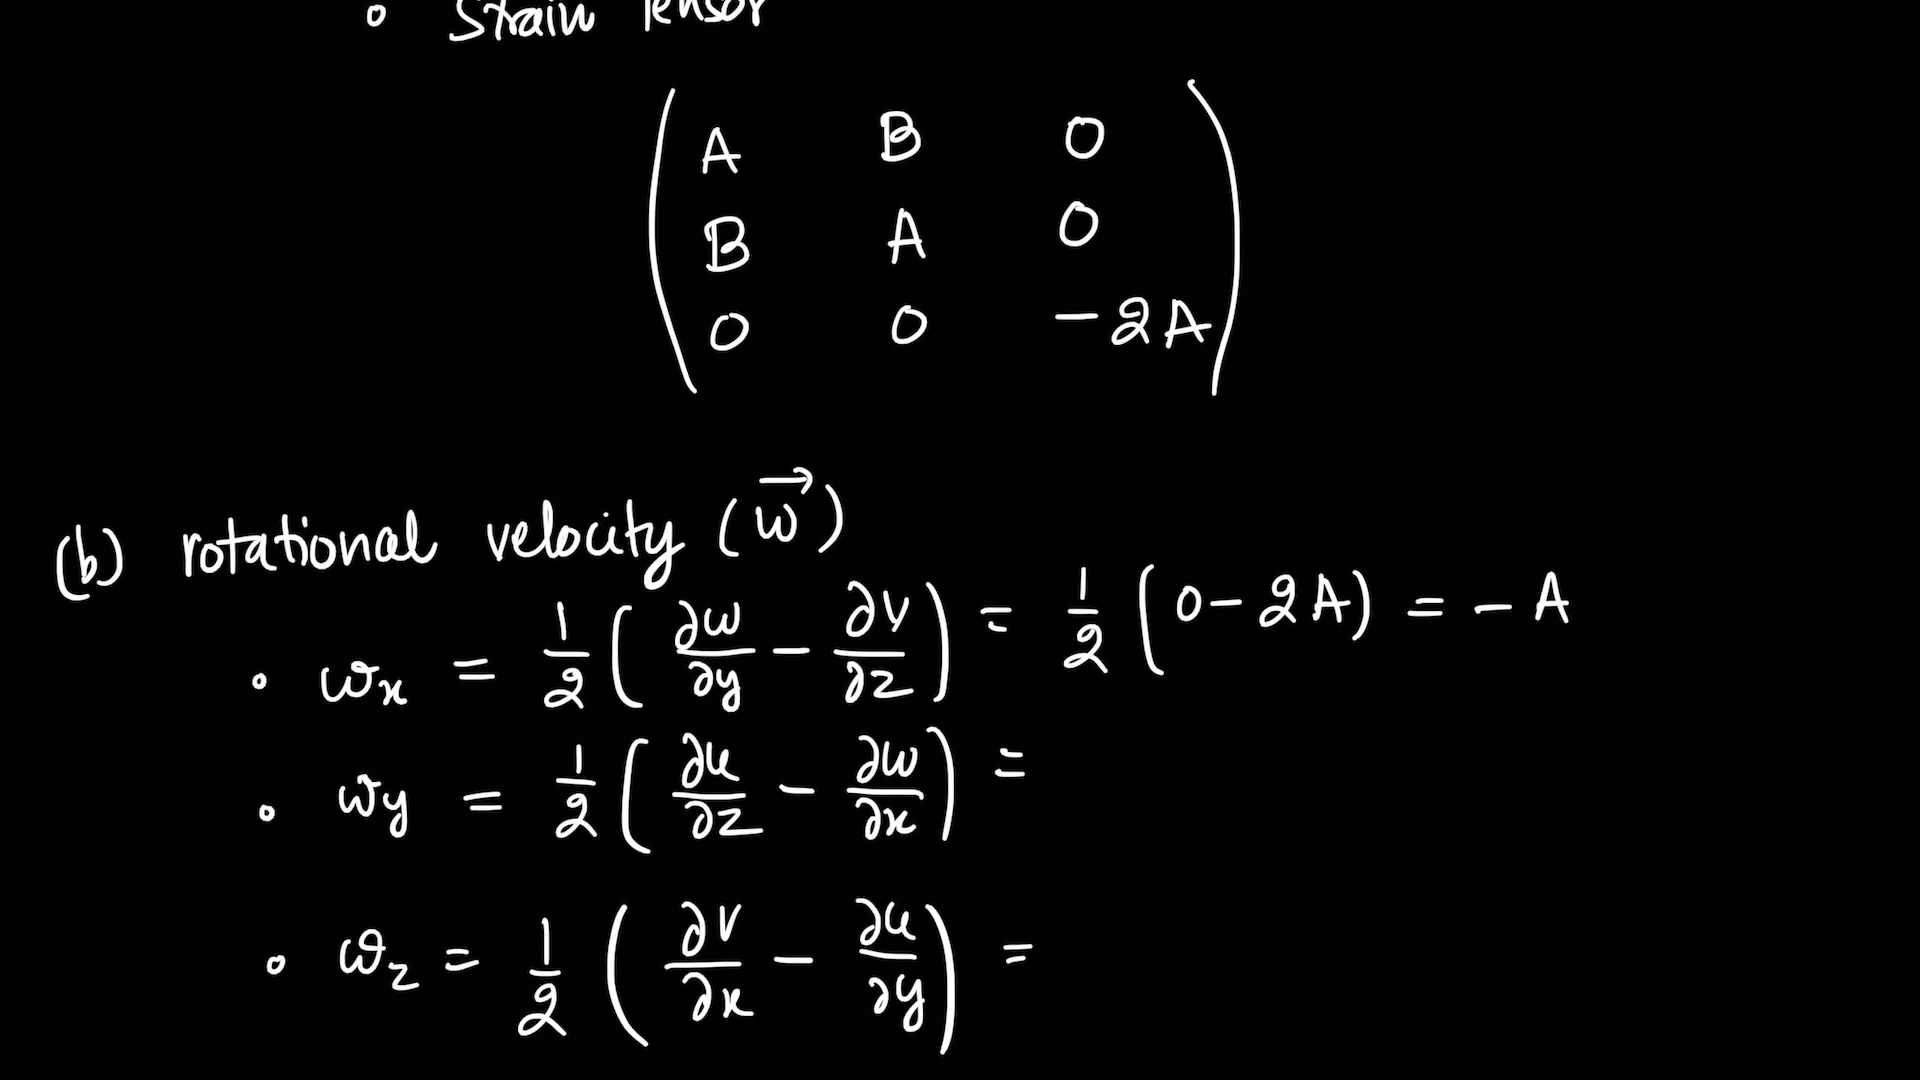 ∘ Strain Tensor
A B 0
B A 0
0 0 -2A
(b) rotational velocity (w⃗)
∘ ωx = 1/2 (∂w/∂y - ∂v/∂z) = 1/2 (0 - 2A) = - A
∘ ωy = 1/2 (∂u/∂z - ∂w/∂x) =
∘ ωz = 1/2 (∂v/∂x - ∂u/∂y) =